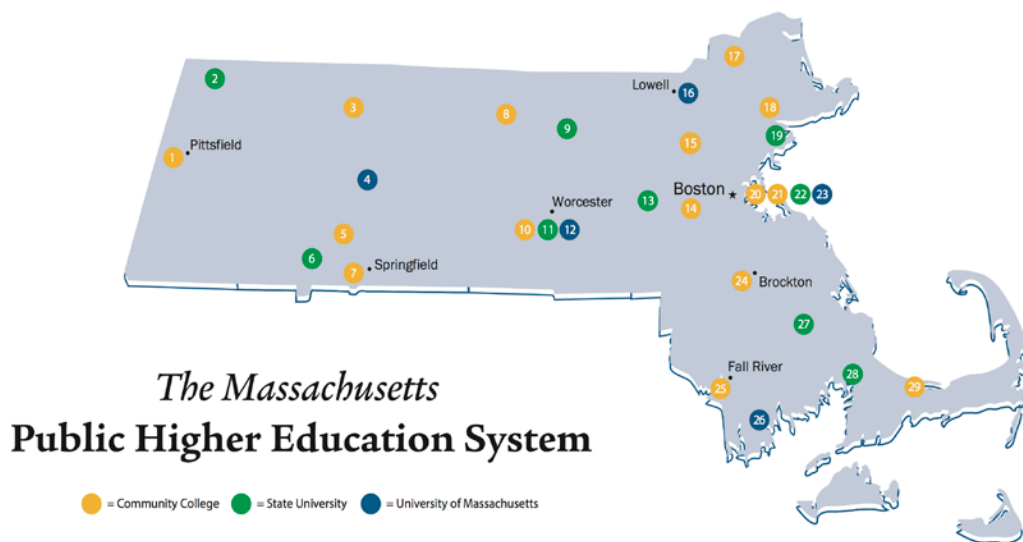 17
Lowell
16
2
3
18
8
9
19
15
Pittsfield
1
4
Boston
20
21
22
23
13
14
Worcester
10
11
12
5
6
Springfield
7
24
Brockton
27
Fall River
28
25
29
26
The Massachusetts
Public Higher Education System
= Community College = State University = University of Massachusetts